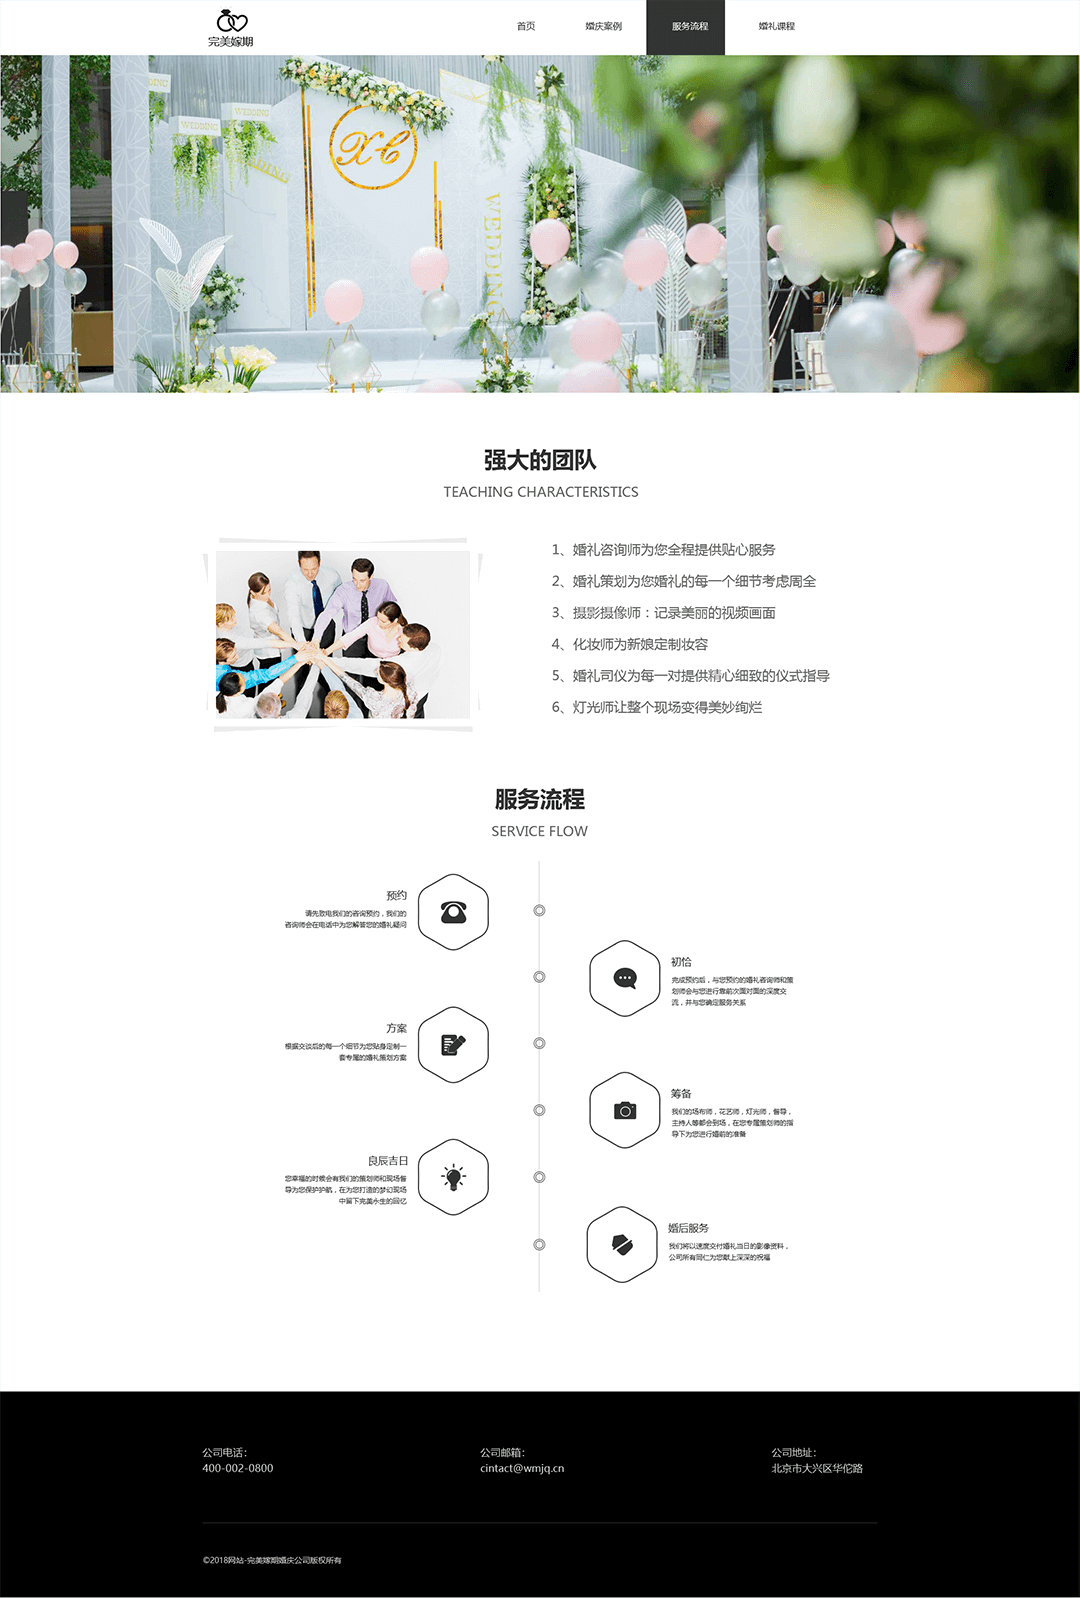 完美嫁期
首页
婚庆案例
服务流程
婚礼课程
WEDDING
WEDDING
XC
WEDDING
强大的团队
TEACHING CHARACTERISTICS
1、婚礼咨询师为您全程提供贴心服务
2、婚礼策划为您婚礼的每一个细节考虑周全
3、摄影摄像师：记录美丽的视频画面
4、化妆师为新娘定制妆容
5、婚礼司仪为每一对提供精心细致的仪式指导
6、灯光师让整个现场变得美妙绚烂
服务流程
SERVICE FLOW
预约
请先致电我们的咨询预约，我们的
咨询师会在电话中为您解答您的婚礼疑问
初恰
完成预约后，与您预约的婚礼咨询师和策
划师会与您进行靠前次面对面的深度交
流，并与您确定服务关系
方案
根据交谈后的每一个细节为您贴身定制一
套专属的婚礼策划方案
筹备
我们的场布师，花艺师，灯光师，督导，
主持人等都会到场，在您专属策划师的指
导下为您进行婚前的准备
良辰吉日
您幸福的时候会有我们的策划师和现场督
导为您保护护航，在为您打造的梦幻现场
中留下完美永生的回忆
婚后服务
我们将以速度交付婚礼当日的影像资料，
公司所有同仁为您献上深深的祝福
公司电话：
400-002-0800
公司邮箱：
cintact@wmjq.cn
公司地址：
北京市大兴区华佗路
©2018网站-完美嫁期婚庆公司版权所有